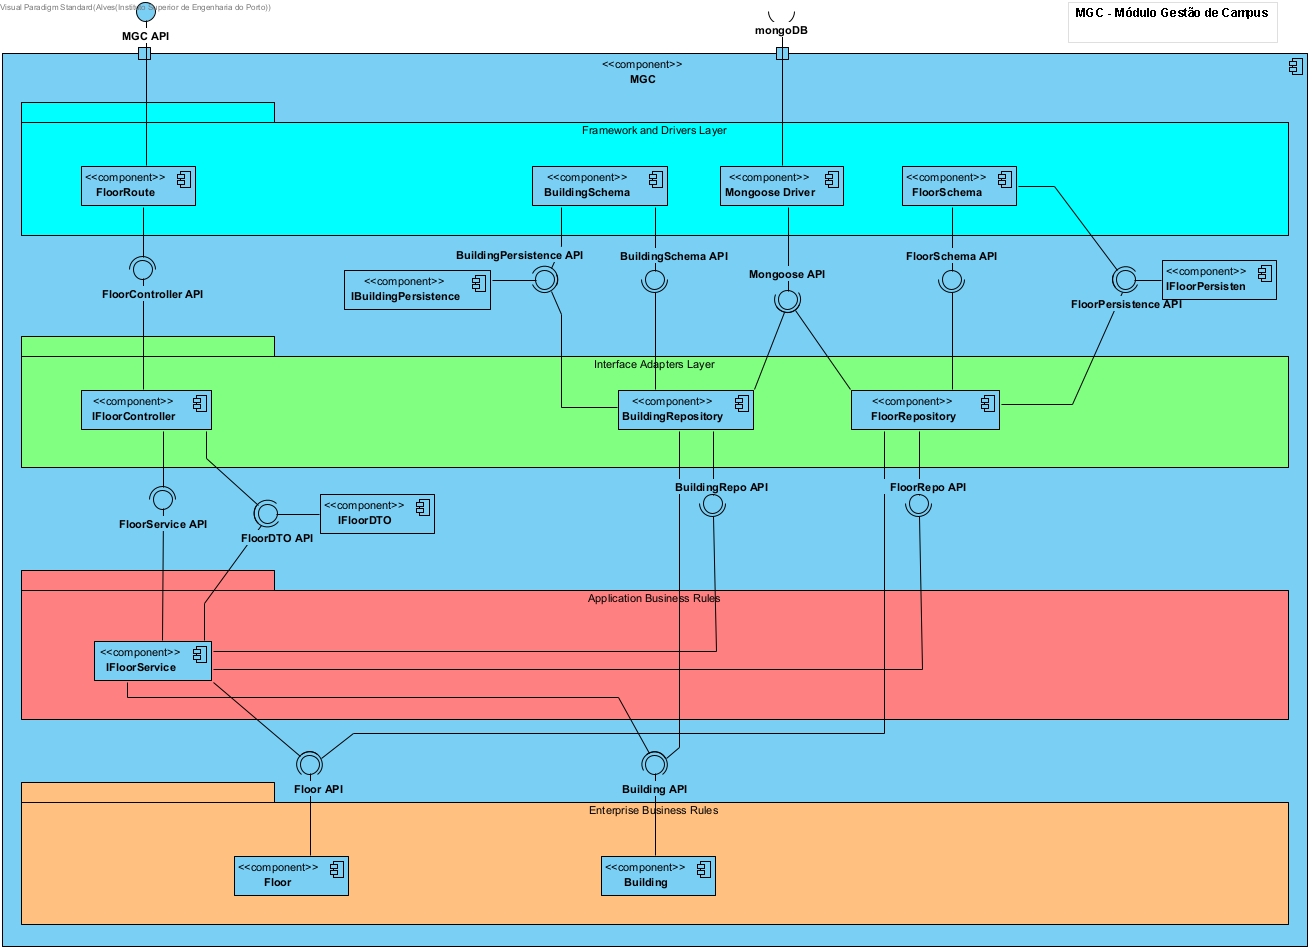 Visual Paradigm Standard(Alves(Instituto Superior de Engenharia do Porto))
MGC API
mongoDB
MGC - Módulo Gestão de Campus
<<component>>
MGC
Framework and Drivers Layer
<<component>>
FloorRoute
<<component>>
BuildingSchema
<<component>>
Mongoose Driver
<<component>>
FloorSchema
BuildingPersistence API
BuildingSchema API
FloorSchema API
Mongoose API
<<component>>
IBuildingPersistence
<<component>>
IFloorPersisten
FloorController API
FloorPersistence API
Interface Adapters Layer
<<component>>
IFloorController
<<component>>
BuildingRepository
<<component>>
FloorRepository
BuildingRepo API
FloorRepo API
<<component>>
IFloorDTO
FloorService API
FloorDTO API
Application Business Rules
<<component>>
IFloorService
Floor API
Building API
Enterprise Business Rules
<<component>>
Floor
<<component>>
Building